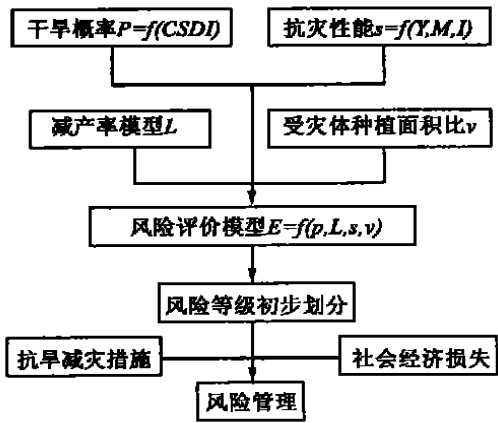 干旱概率P=f(CSDI)
抗灾性能s=f(Y,M,I)
减产率模型L
受灾体种植面积比v
风险评价模型E=f(p,L,s,v)
风险等级初步划分
抗旱减灾措施
社会经济损失
风险管理